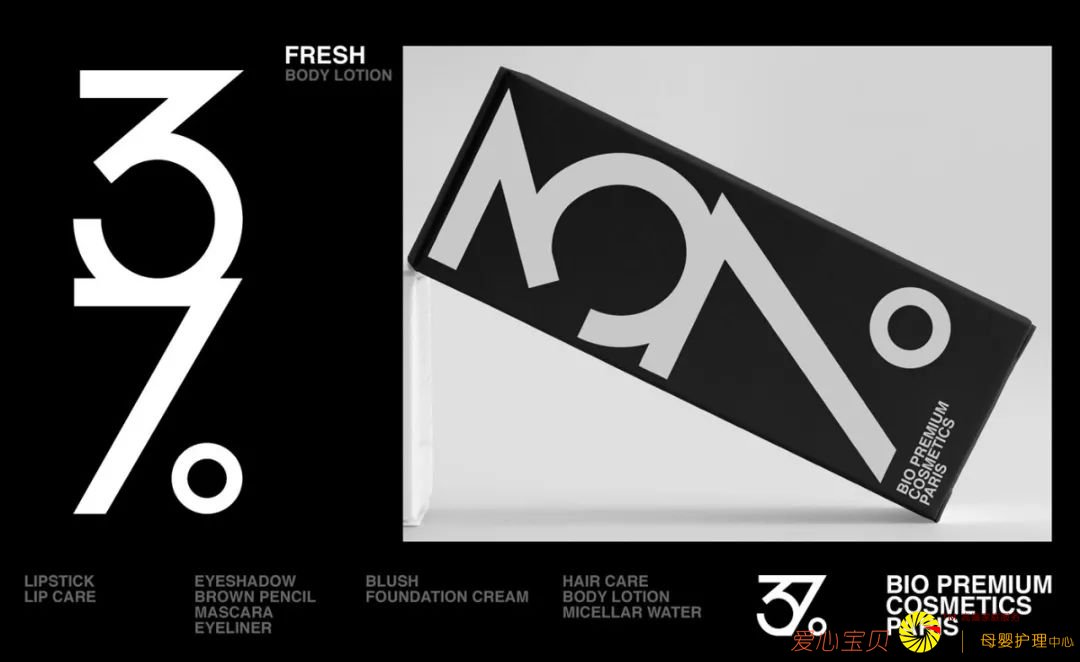 FRESH
BODY LOTION
37°
37°
BIO PREMIUM
COSMETICS
PARIS
LIPSTICK
LIP CARE
EYESHADOW
BROWN PENCIL
MASCARA
EYELINER
BLUSH
FOUNDATION CREAM
HAIR CARE
BODY LOTION
MICELLAR WATER
37°
BIO PREMIUM
COSMETICS
PARIS
爱心宝贝
母婴护理中心